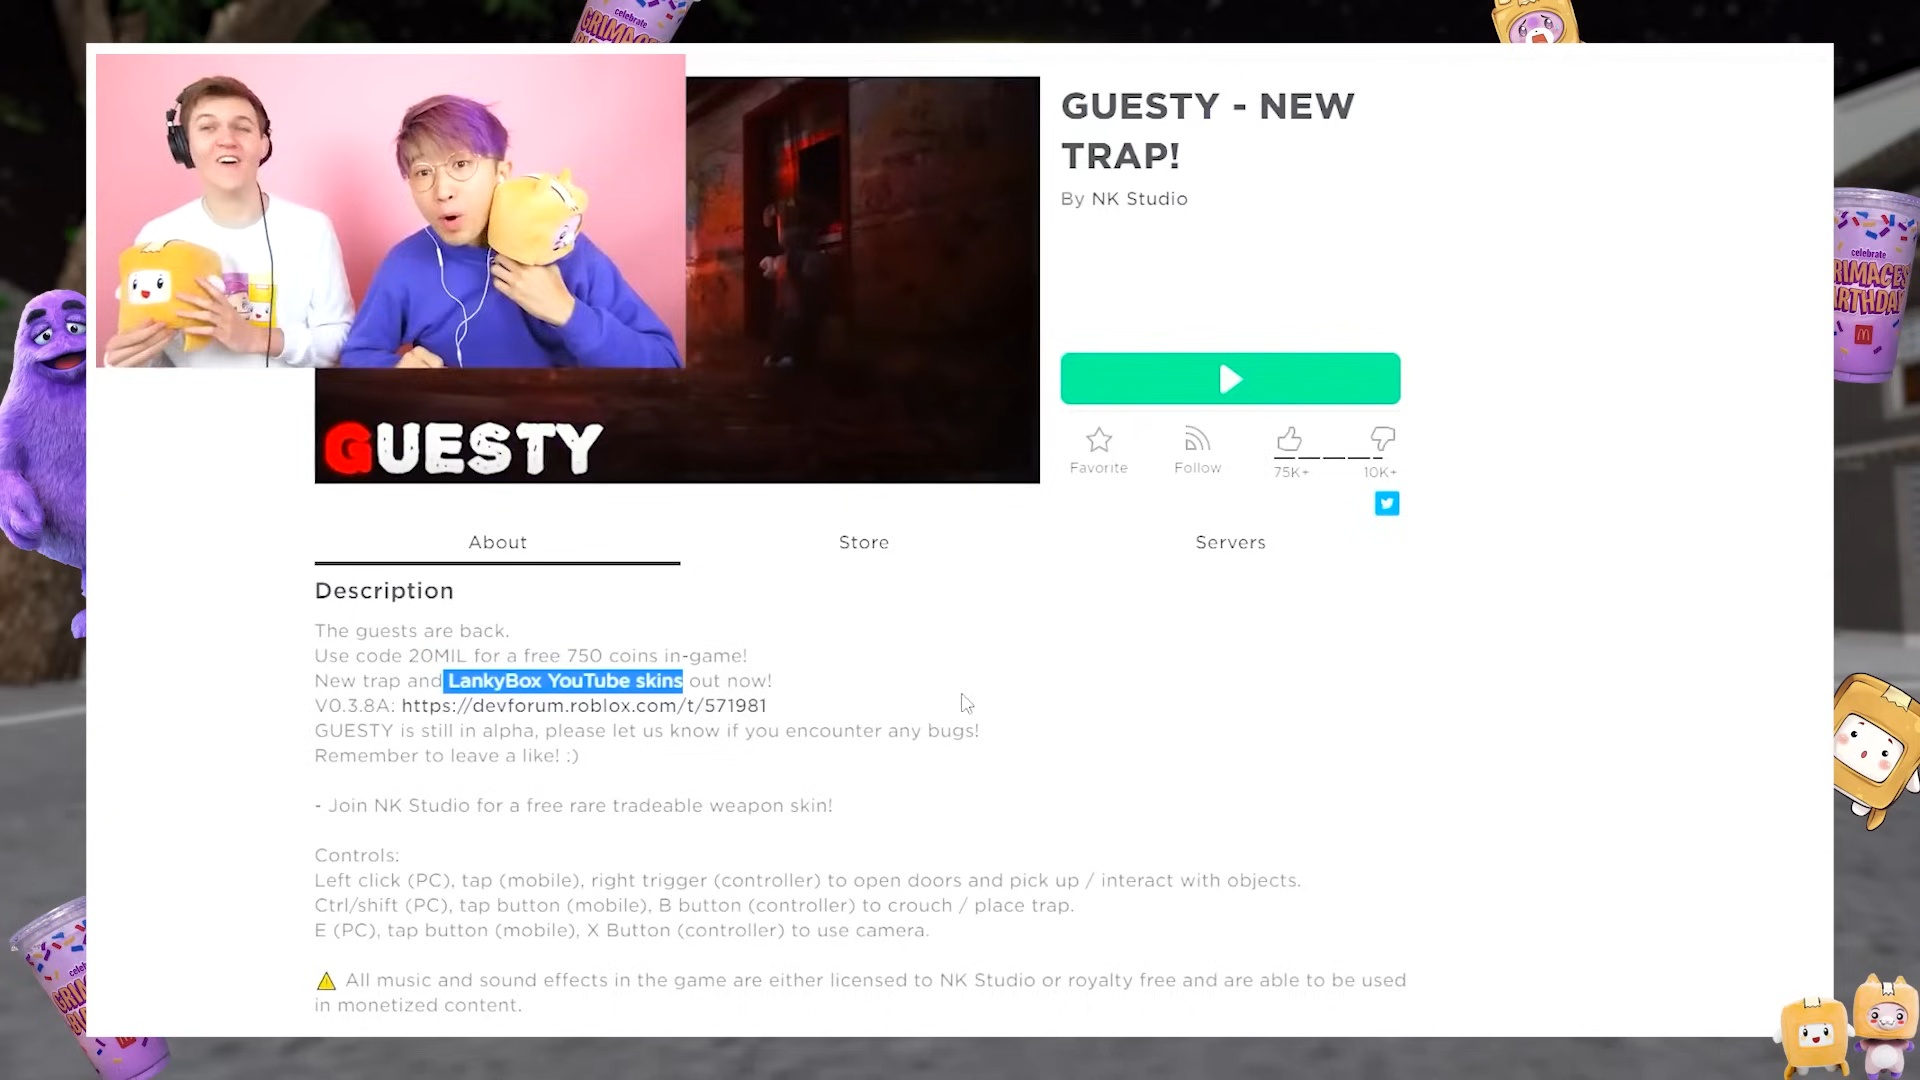 celebrate
GUESTY - NEW
TRAP!
By NK Studio
celebrate
GUESTY
Favorite
Follow
75K+
10K+
About
Store
Servers
Description
The guests are back.
Use code 20MIL for a free 750 coins in-game!
New trap and LankyBox YouTube skins out now!
V0.3.8A: https://devforum.roblox.com/t/571981
GUESTY is still in alpha, please let us know if you encounter any bugs!
Remember to leave a like! :)
- Join NK Studio for a free rare tradeable weapon skin!
Controls:
Left click (PC), tap (mobile), right trigger (controller) to open doors and pick up / interact with objects.
Ctrl/shift (PC), tap button (mobile), B button (controller) to crouch / place trap.
E (PC), tap button (mobile), X Button (controller) to use camera.
⚠ All music and sound effects in the game are either licensed to NK Studio or royalty free and are able to be used
in monetized content.